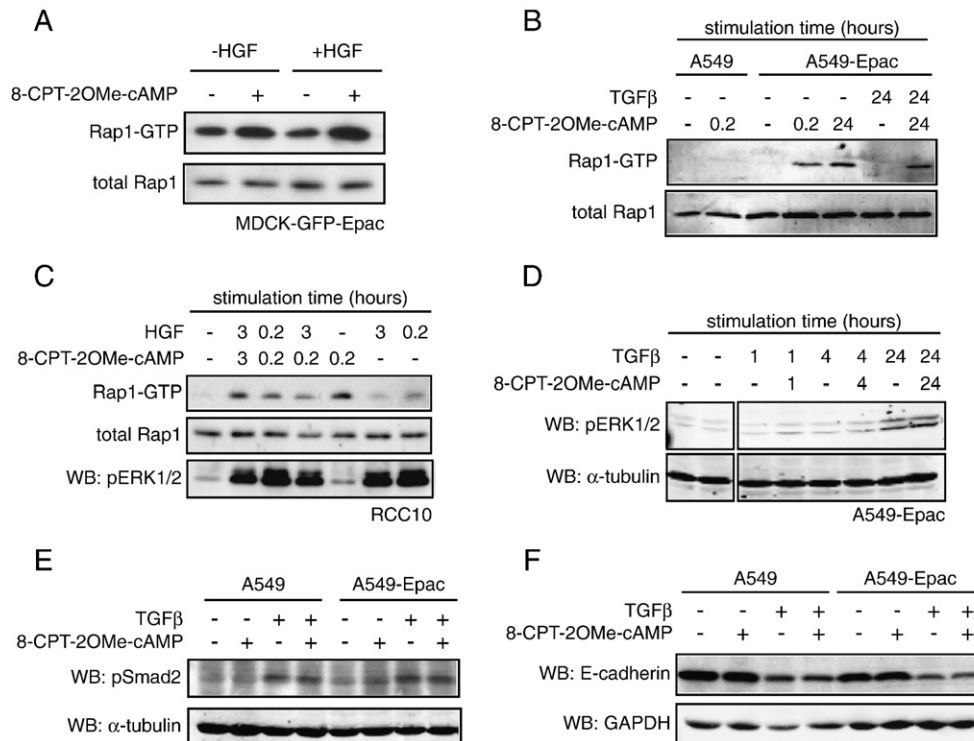 A
-HGF +HGF
8-CPT-2OMe-cAMP - + - +
Rap1-GTP
total Rap1
MDCK-GFP-Epac
B
stimulation time (hours)
A549 A549-Epac
TGFβ - - - - - 24 24
8-CPT-2OMe-cAMP - 0.2 - 0.2 24 - 24
Rap1-GTP
total Rap1
C
stimulation time (hours)
HGF - 3 0.2 3 - 3 0.2
8-CPT-2OMe-cAMP - 3 0.2 0.2 0.2 - -
Rap1-GTP
total Rap1
WB: pERK1/2
RCC10
D
stimulation time (hours)
TGFβ - - 1 1 4 4 24 24
8-CPT-2OMe-cAMP - - - 1 - 4 - 24
WB: pERK1/2
WB: α-tubulin
A549-Epac
E
A549 A549-Epac
TGFβ - - + + - - + +
8-CPT-2OMe-cAMP - + - + - + - +
WB: pSmad2
WB: α-tubulin
F
A549 A549-Epac
TGFβ - - + + - - + +
8-CPT-2OMe-cAMP - + - + - + - +
WB: E-cadherin
WB: GAPDH